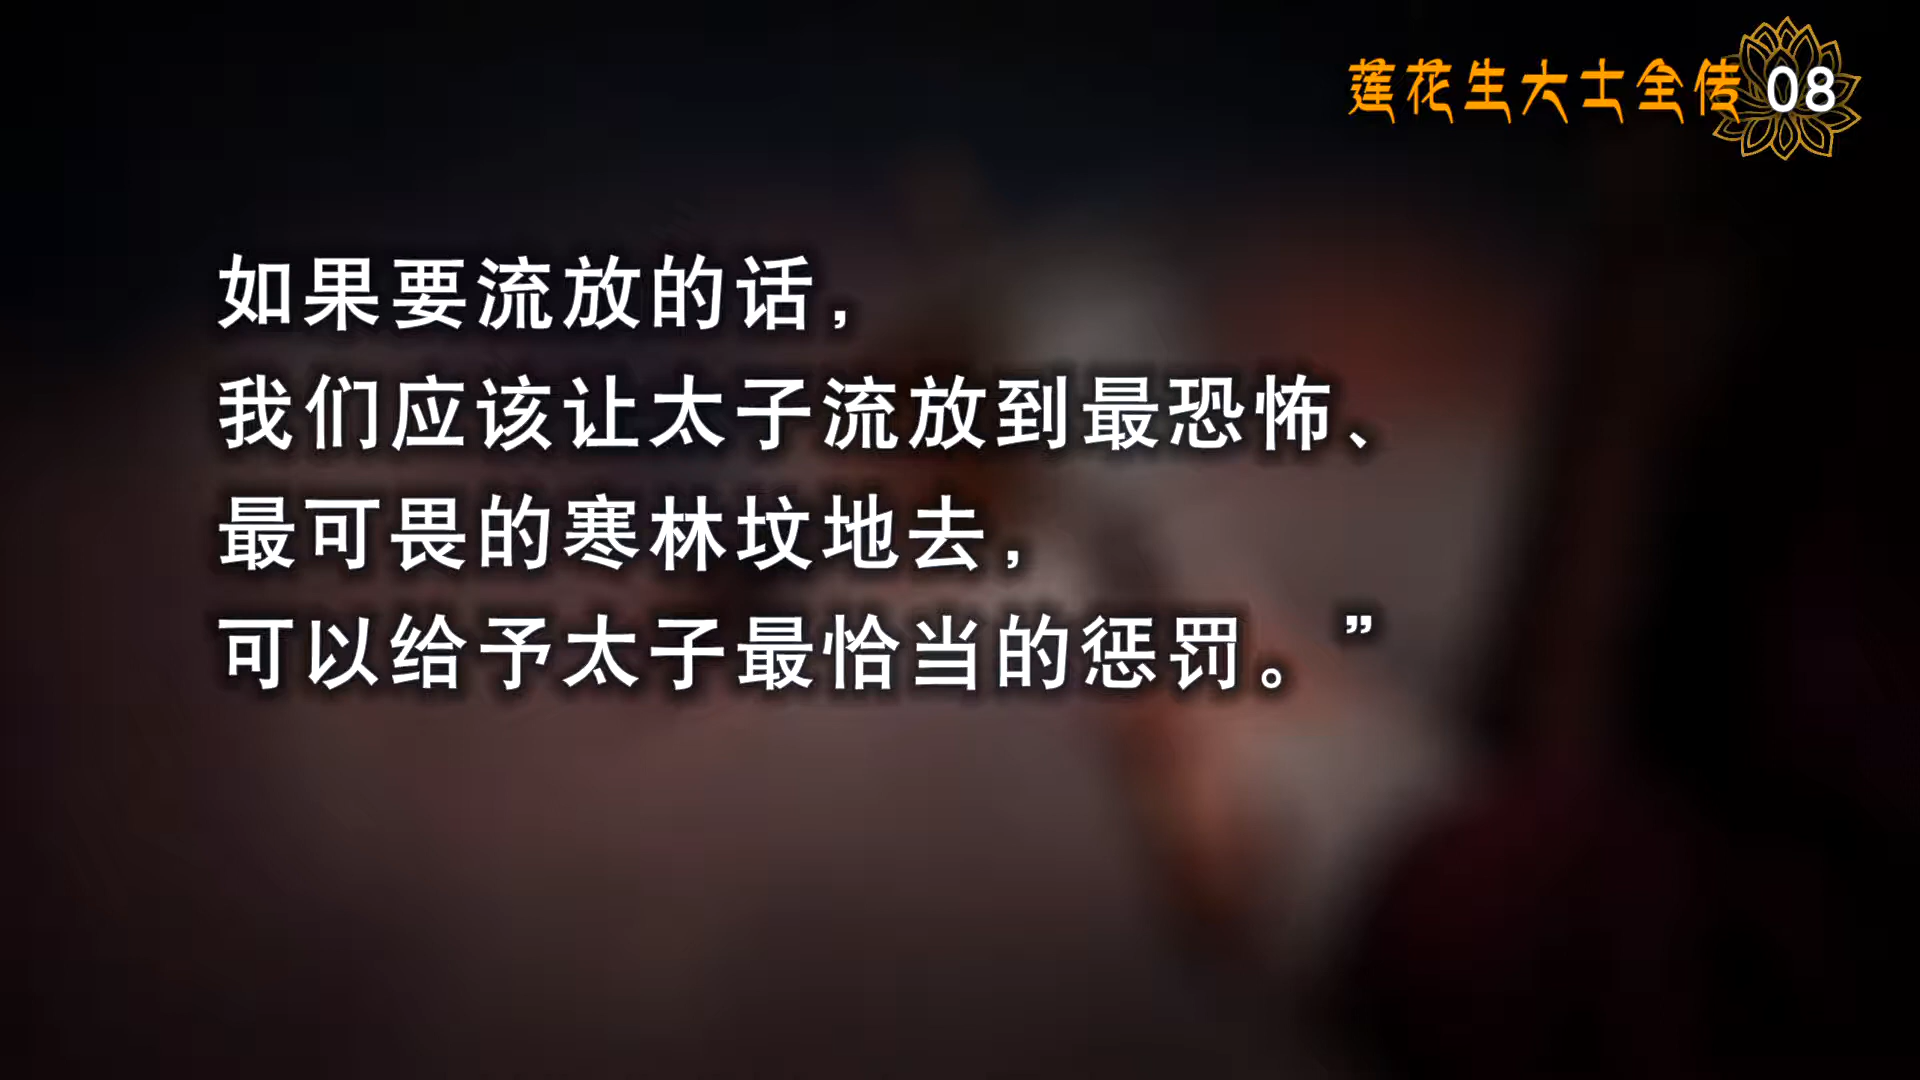 莲花生大士全传 08
如果要流放的话，
我们应该让太子流放到最恐怖、
最可畏的寒林坟地去，
可以给予太子最恰当的惩罚。”